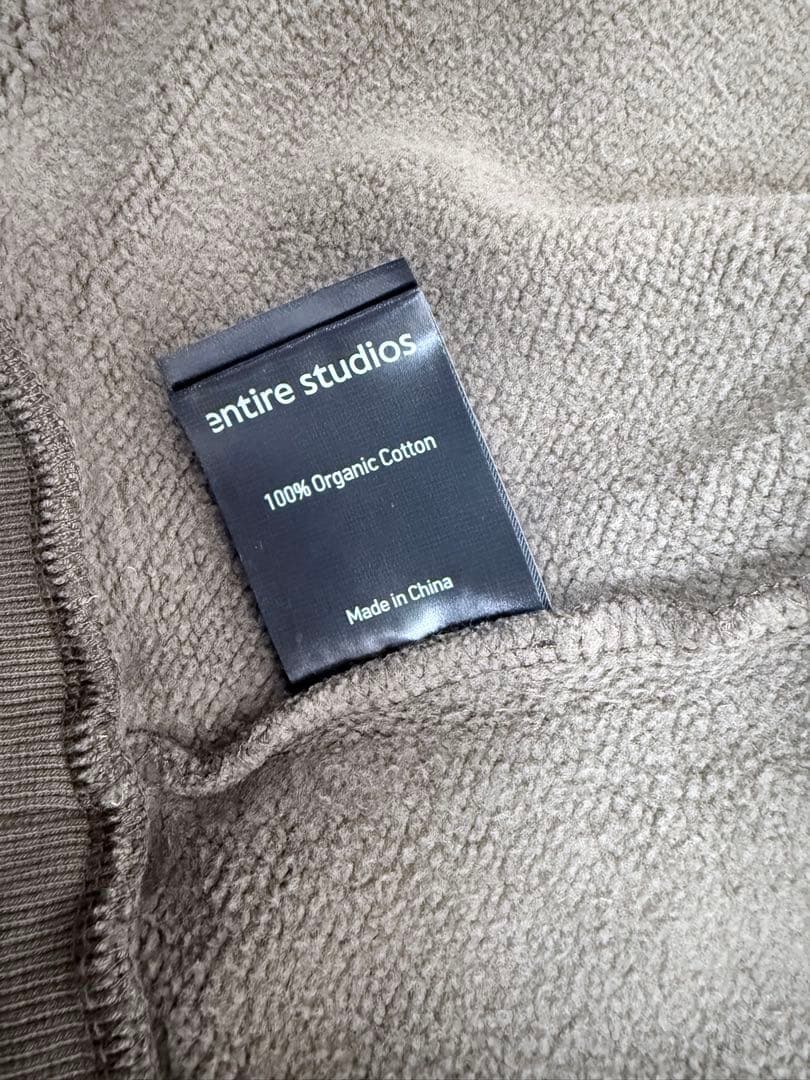 entire studios
100% Organic Cotton
Made in China